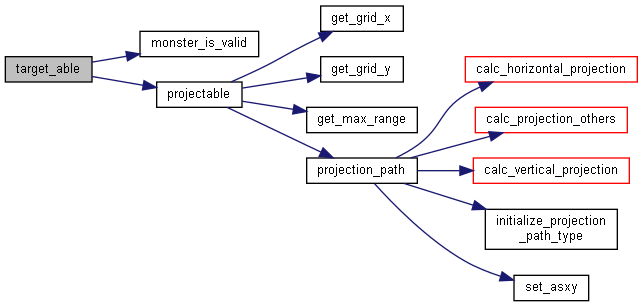 target_able
monster_is_valid
projectable
get_grid_x
get_grid_y
get_max_range
projection_path
calc_horizontal_projection
calc_projection_others
calc_vertical_projection
initialize_projection
_path_type
set_asxy